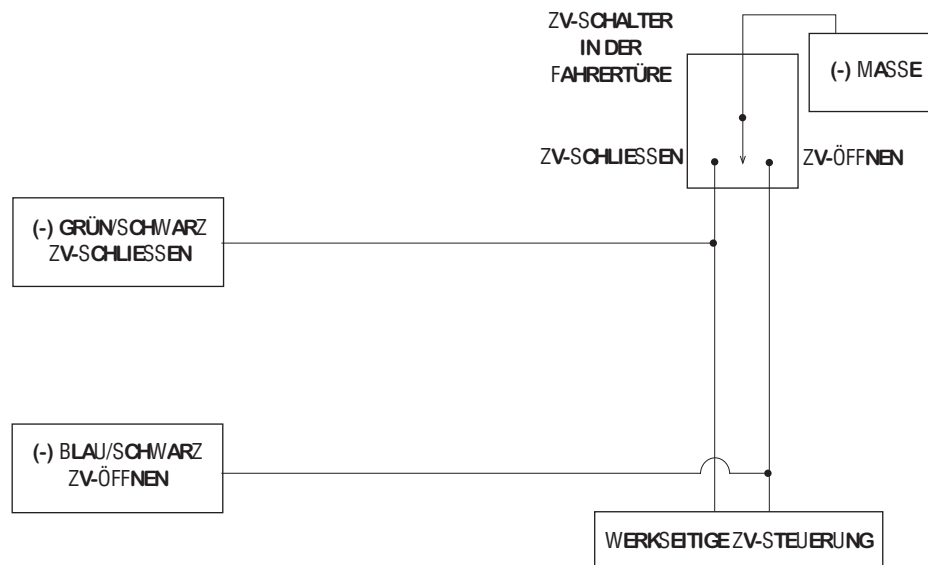 ZV-SCHALTER
IN DER
FAHRERTÜRE
(-) MASSE
ZV-SCHLIESSEN
ZV-ÖFFNEN
(-) GRÜN/SCHWARZ
ZV-SCHLIESSEN
(-) BLAU/SCHWARZ
ZV-ÖFFNEN
WERKSEITIGE ZV-STEUERUNG